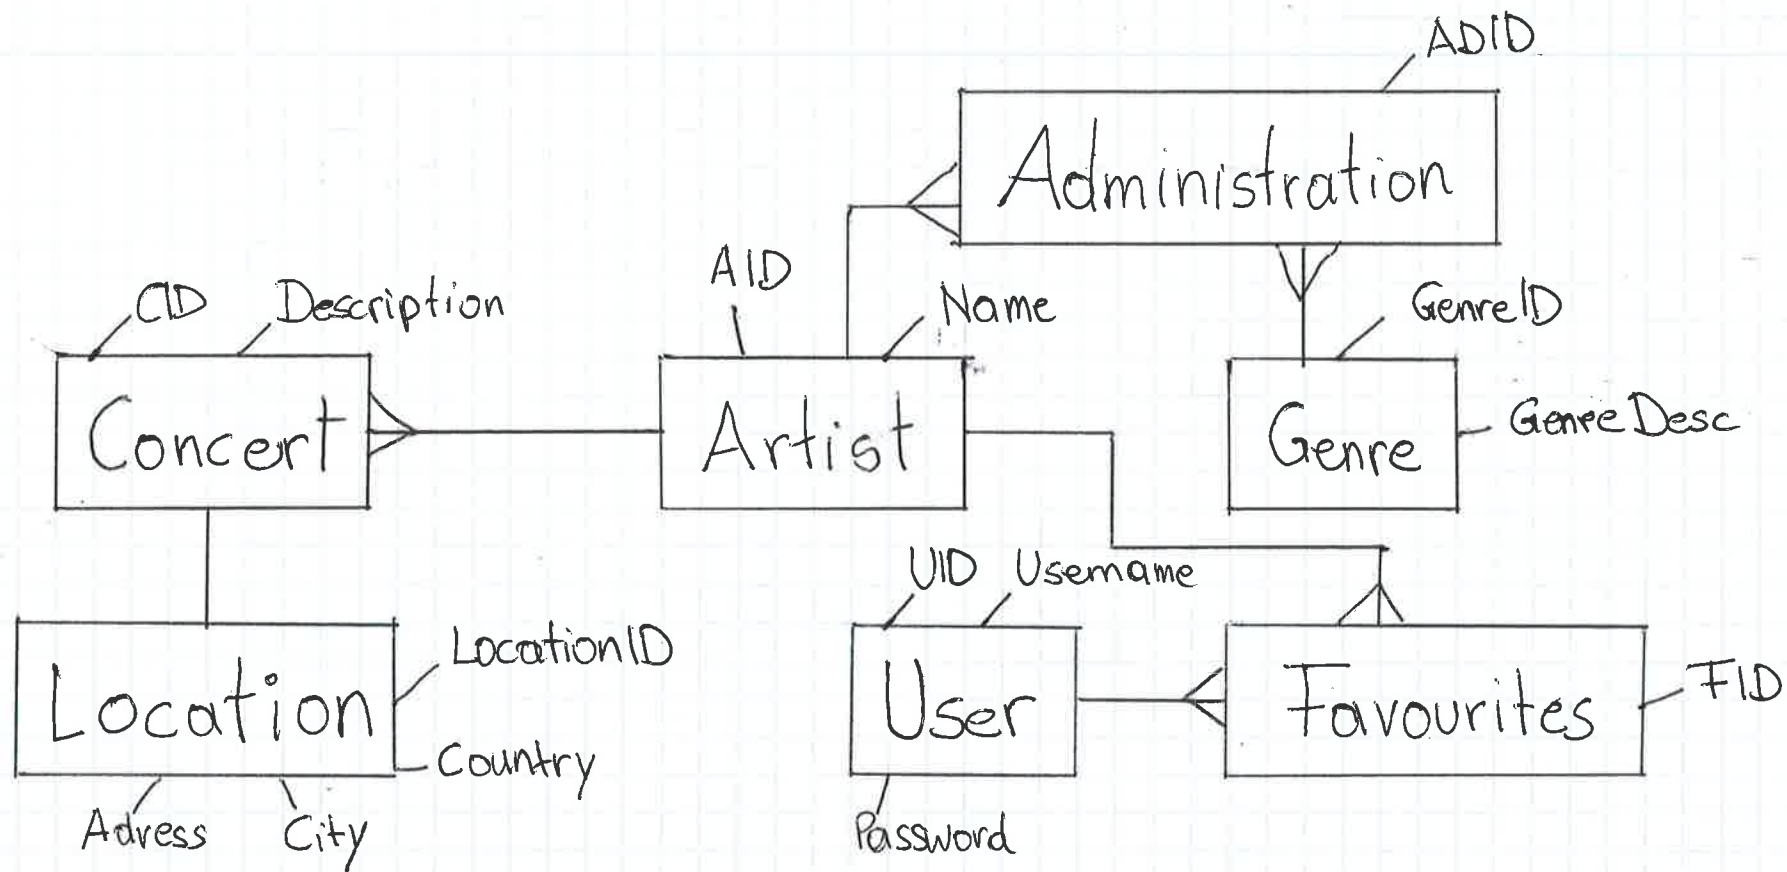 ADID
Administration
AID
Name
CID
Description
GenreID
Concert
Artist
Genre
GenreDesc
UID
Username
LocationID
Location
User
Favourites
FID
Country
Adress
City
Password